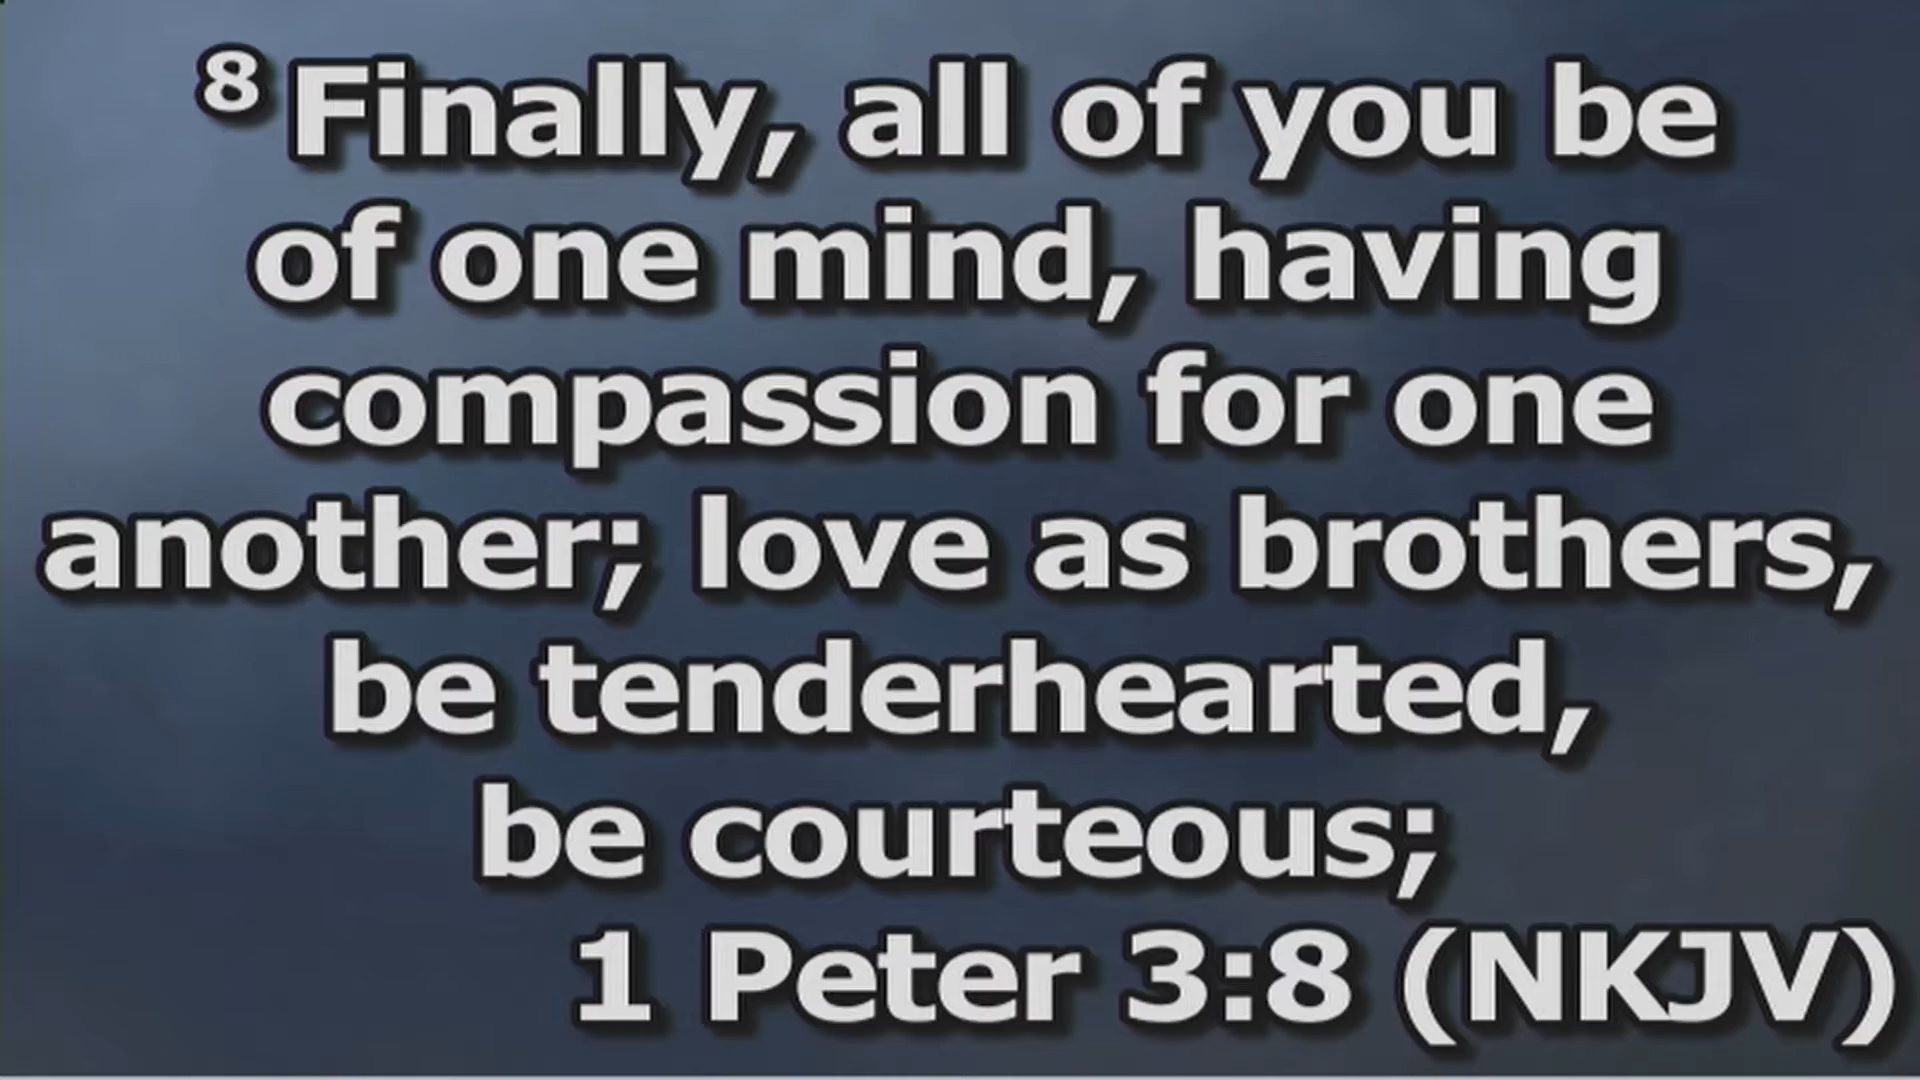 8 Finally, all of you be
of one mind, having
compassion for one
another; love as brothers,
be tenderhearted,
be courteous;
1 Peter 3:8 (NKJV)